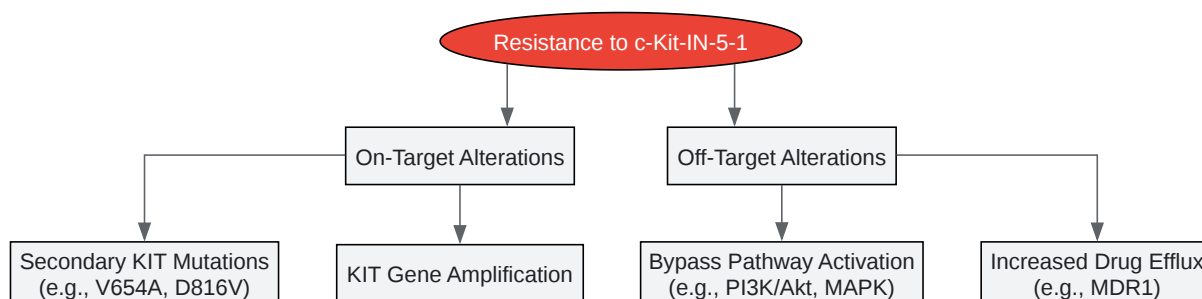 Resistance to c-Kit-IN-5-1
On-Target Alterations
Off-Target Alterations
Secondary KIT Mutations
(e.g., V654A, D816V)
KIT Gene Amplification
Bypass Pathway Activation
(e.g., PI3K/Akt, MAPK)
Increased Drug Efflux
(e.g., MDR1)